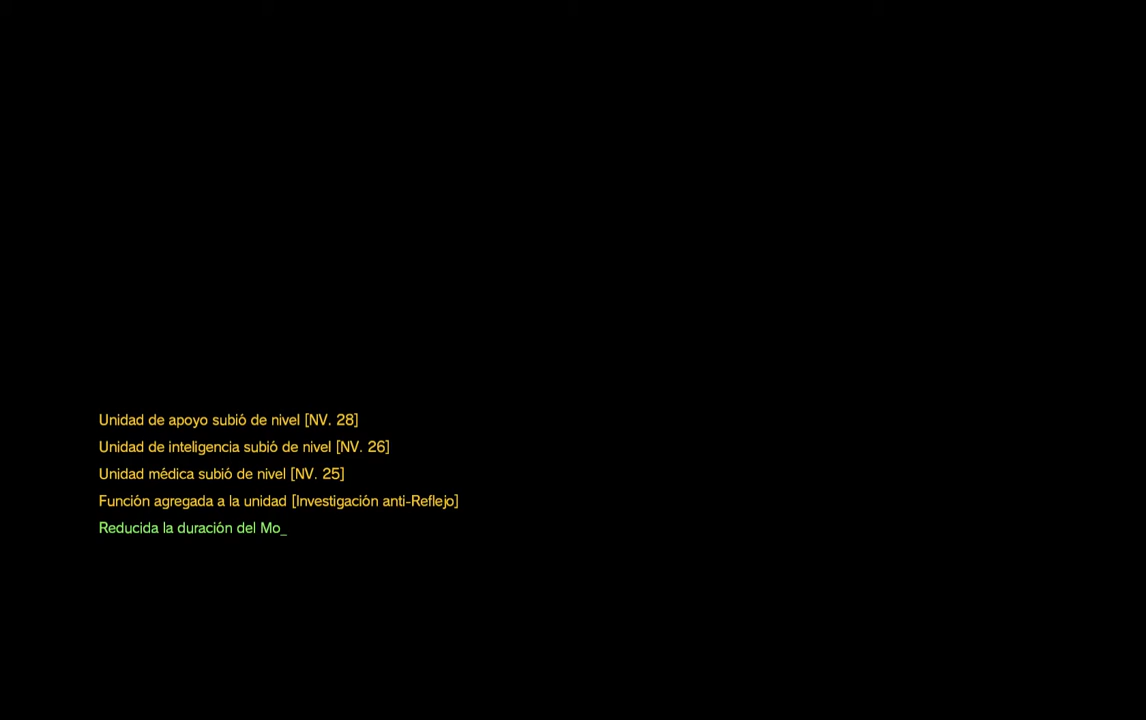 Unidad de apoyo subió de nivel [NV. 28]
Unidad de inteligencia subió de nivel [NV. 26]
Unidad médica subió de nivel [NV. 25]
Función agregada a la unidad [Investigación anti-Reflejo]
Reducida la duración del Mo_